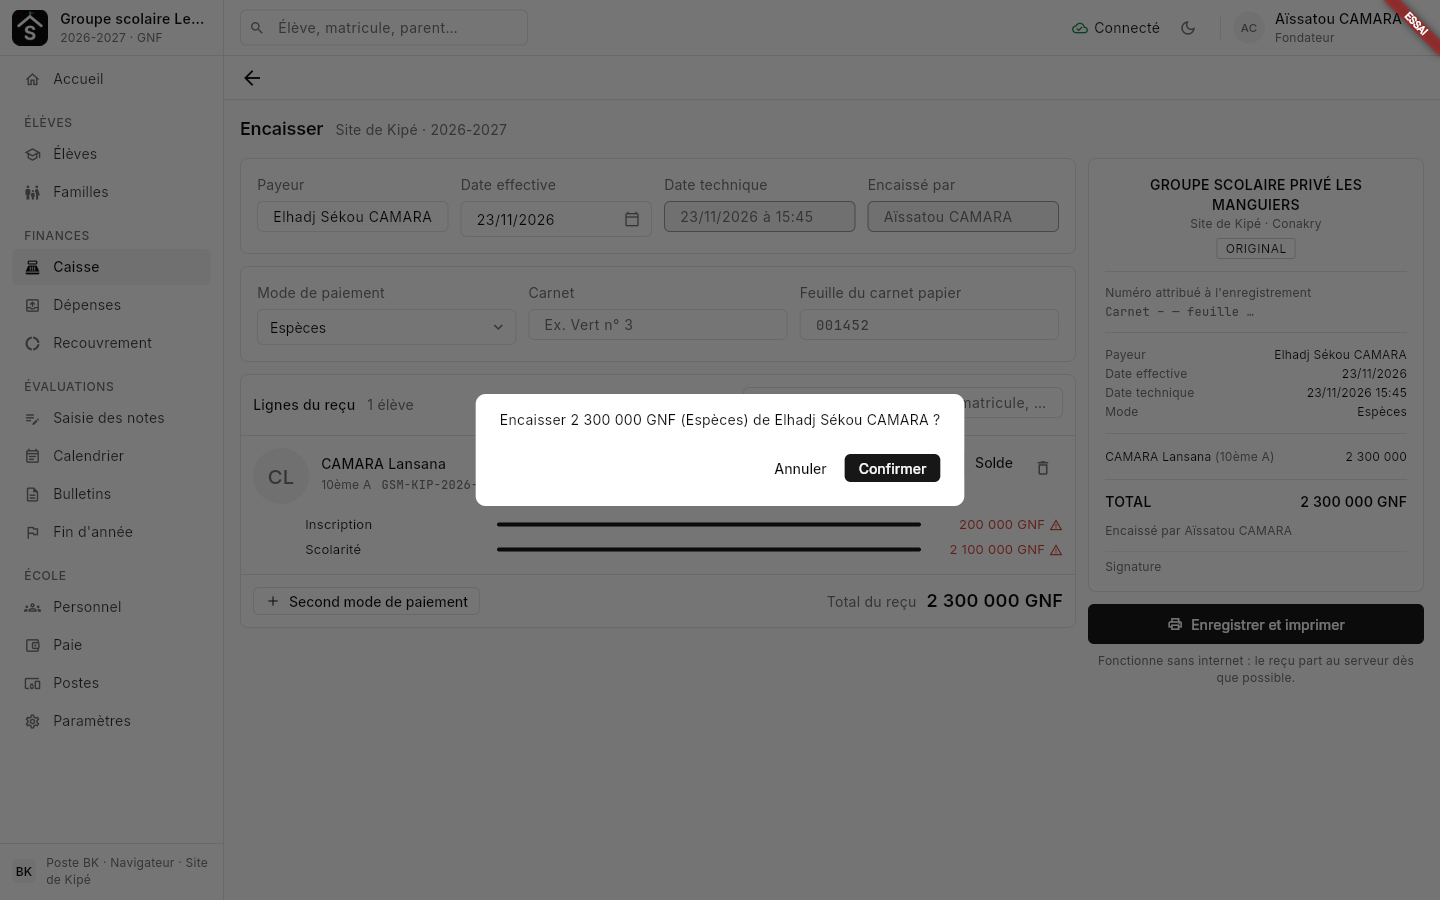 Groupe scolaire Le...
2026-2027 · GNF
Élève, matricule, parent...
Connecté
AC
Aïssatou CAMARA
Fondateur
ESSAI
Accueil
ÉLÈVES
Élèves
Familles
FINANCES
Caisse
Dépenses
Recouvrement
ÉVALUATIONS
Saisie des notes
Calendrier
Bulletins
Fin d'année
ÉCOLE
Personnel
Paie
Postes
Paramètres
BK
Poste BK · Navigateur · Site
de Kipé
Encaisser Site de Kipé · 2026-2027
Payeur
Elhadj Sékou CAMARA
Date effective
23/11/2026
Date technique
23/11/2026 à 15:45
Encaissé par
Aïssatou CAMARA
Mode de paiement
Espèces
Carnet
Ex. Vert n° 3
Feuille du carnet papier
001452
Lignes du reçu 1 élève
matricule, ...
CL
CAMARA Lansana
10ème A GSM-KIP-2026-
Solde
Inscription
200 000 GNF
Scolarité
2 100 000 GNF
+ Second mode de paiement
Total du reçu 2 300 000 GNF
Encaisser 2 300 000 GNF (Espèces) de Elhadj Sékou CAMARA ?
Annuler
Confirmer
GROUPE SCOLAIRE PRIVÉ LES
MANGUIERS
Site de Kipé · Conakry
ORIGINAL
Numéro attribué à l'enregistrement
Carnet – — feuille …
Payeur Elhadj Sékou CAMARA
Date effective 23/11/2026
Date technique 23/11/2026 15:45
Mode Espèces
CAMARA Lansana (10ème A) 2 300 000
TOTAL 2 300 000 GNF
Encaissé par Aïssatou CAMARA
Signature
Enregistrer et imprimer
Fonctionne sans internet : le reçu part au serveur dès
que possible.